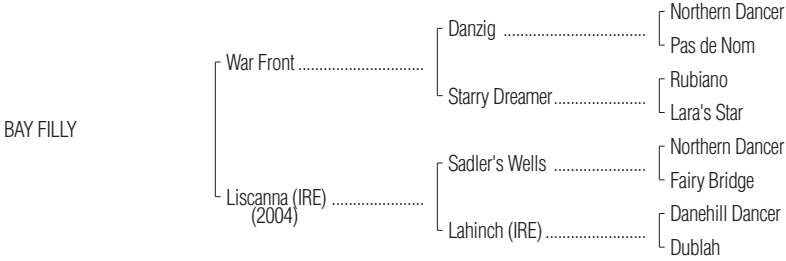 Northern Dancer
Danzig ..................................
Pas de Nom
War Front ..............................
Rubiano
Starry Dreamer......................
Lara's Star
BAY FILLY
Northern Dancer
Sadler's Wells ......................
Fairy Bridge
Liscanna (IRE) ......................
(2004)
Danehill Dancer
Lahinch (IRE) ........................
Dublah